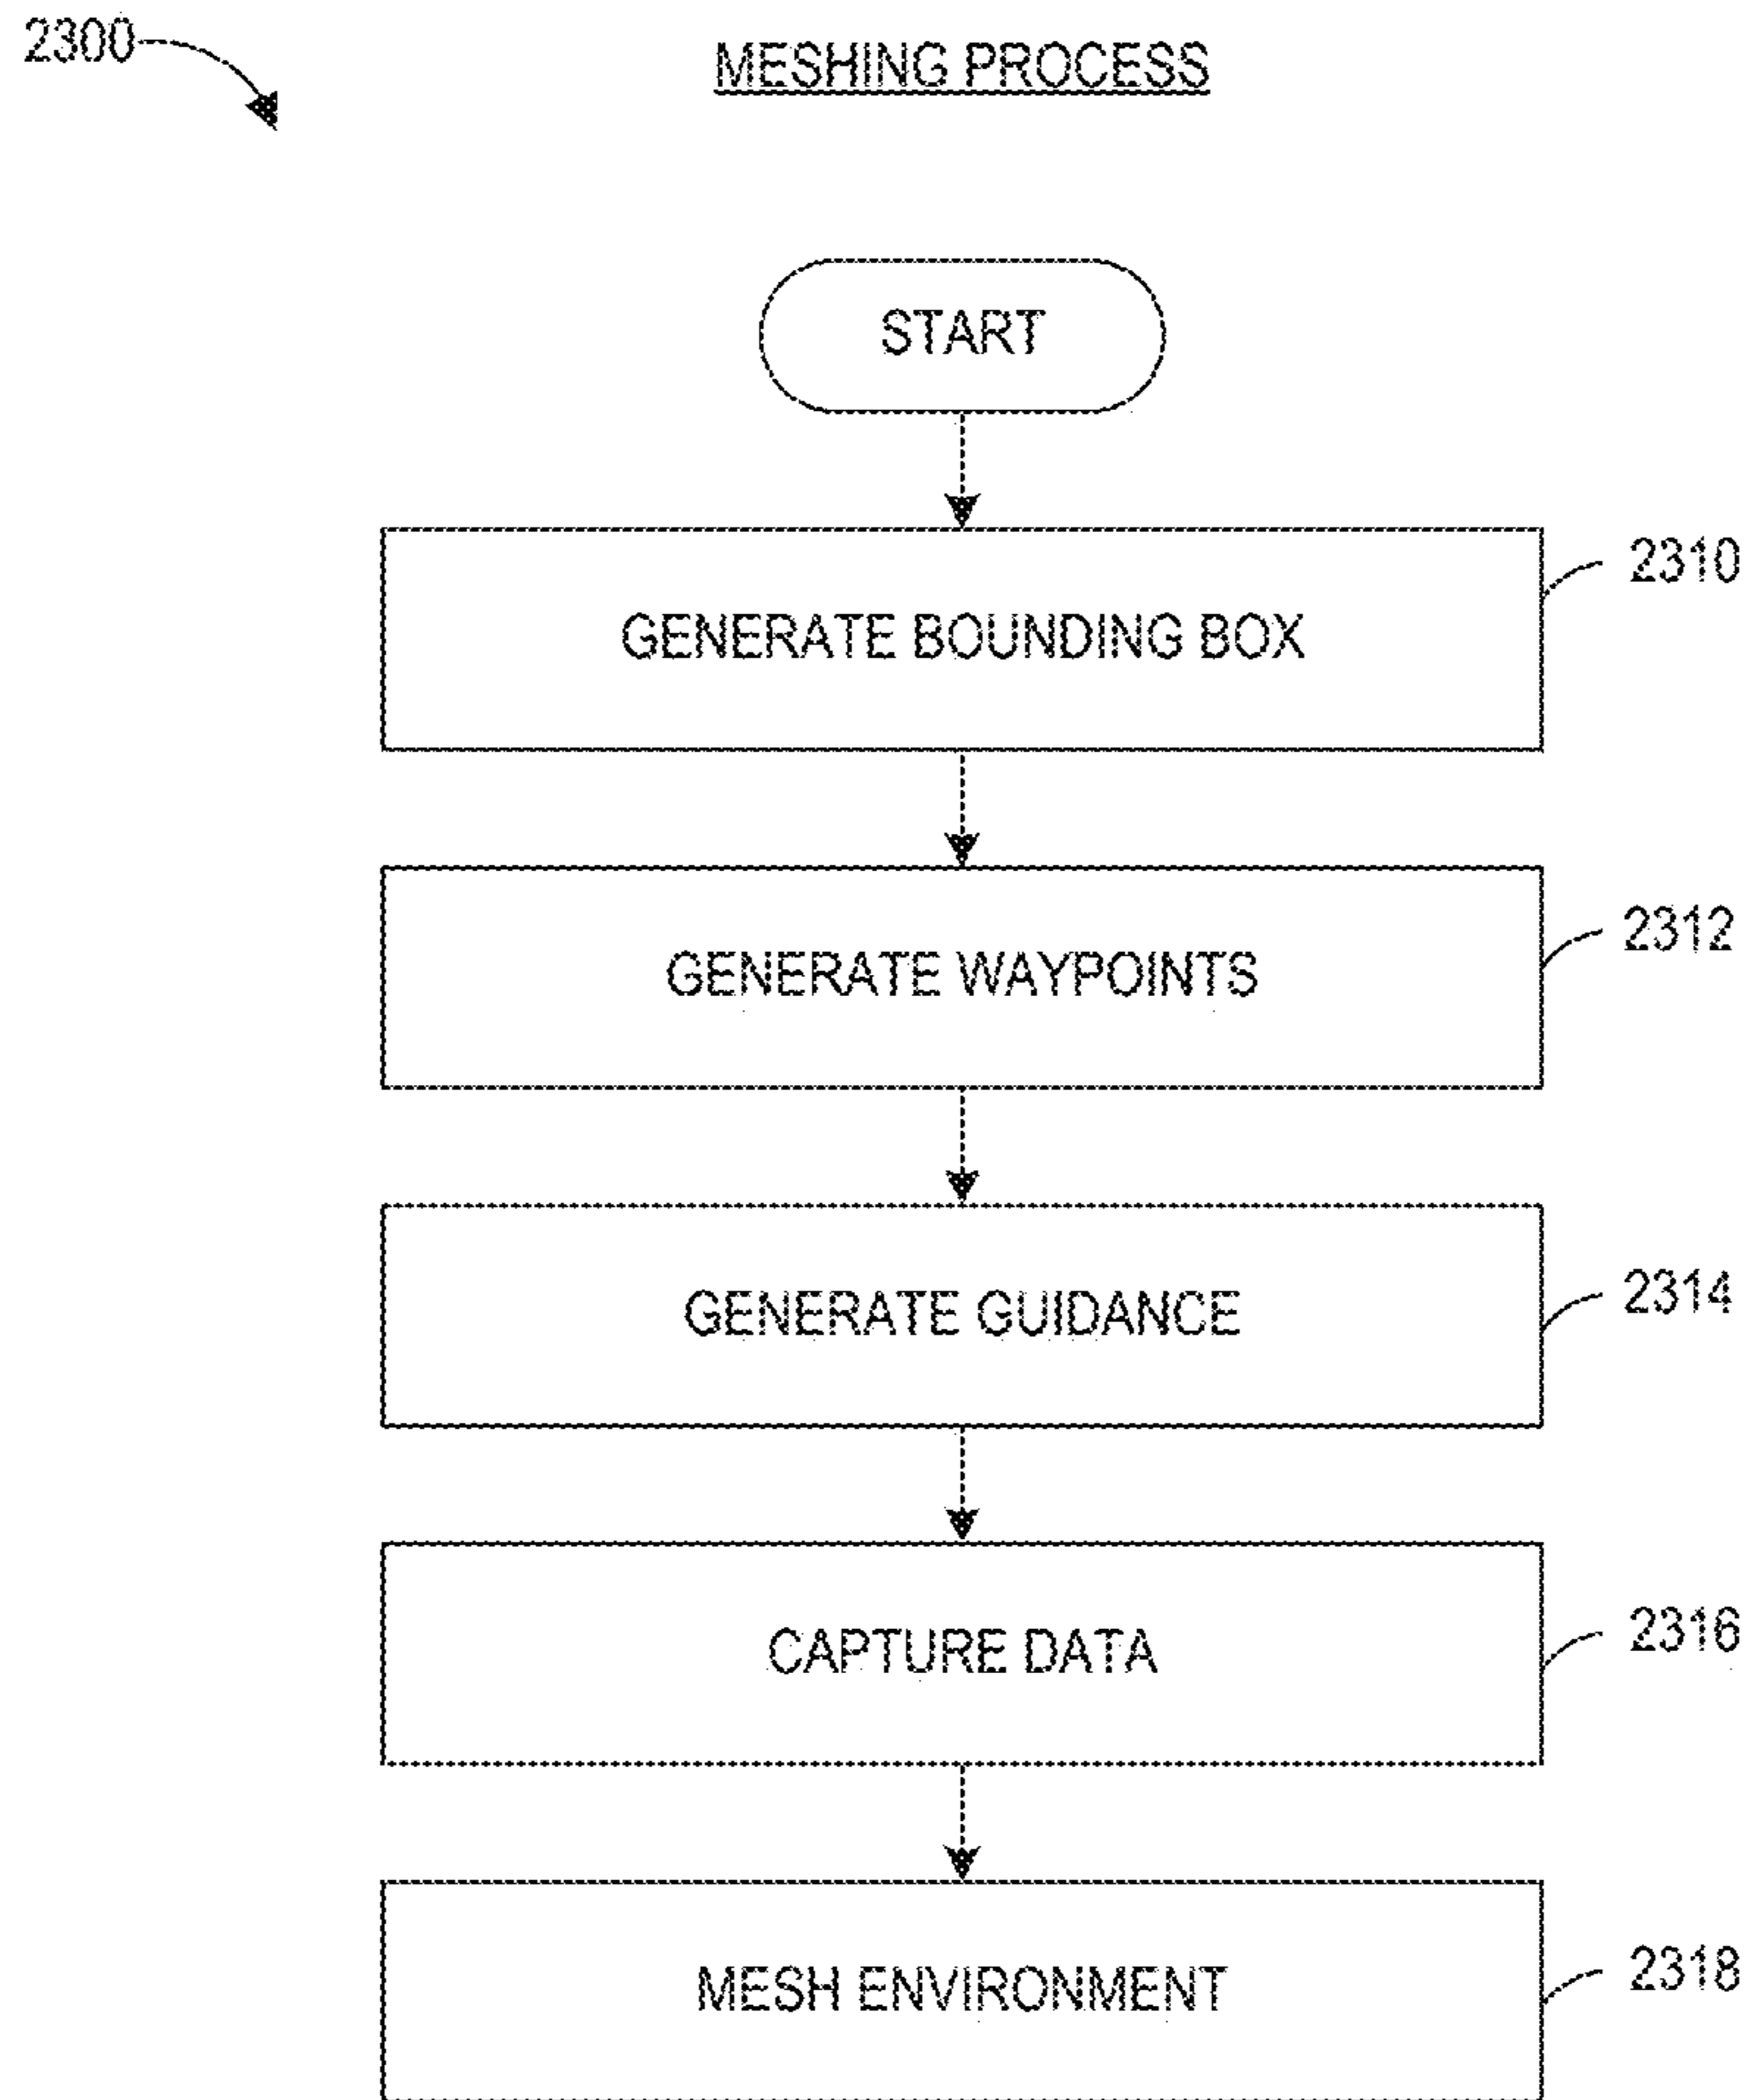 2300
MESHING PROCESS
START
2310
GENERATE BOUNDING BOX
2312
GENERATE WAYPOINTS
2314
GENERATE GUIDANCE
2316
CAPTURE DATA
2318
MESH ENVIRONMENT